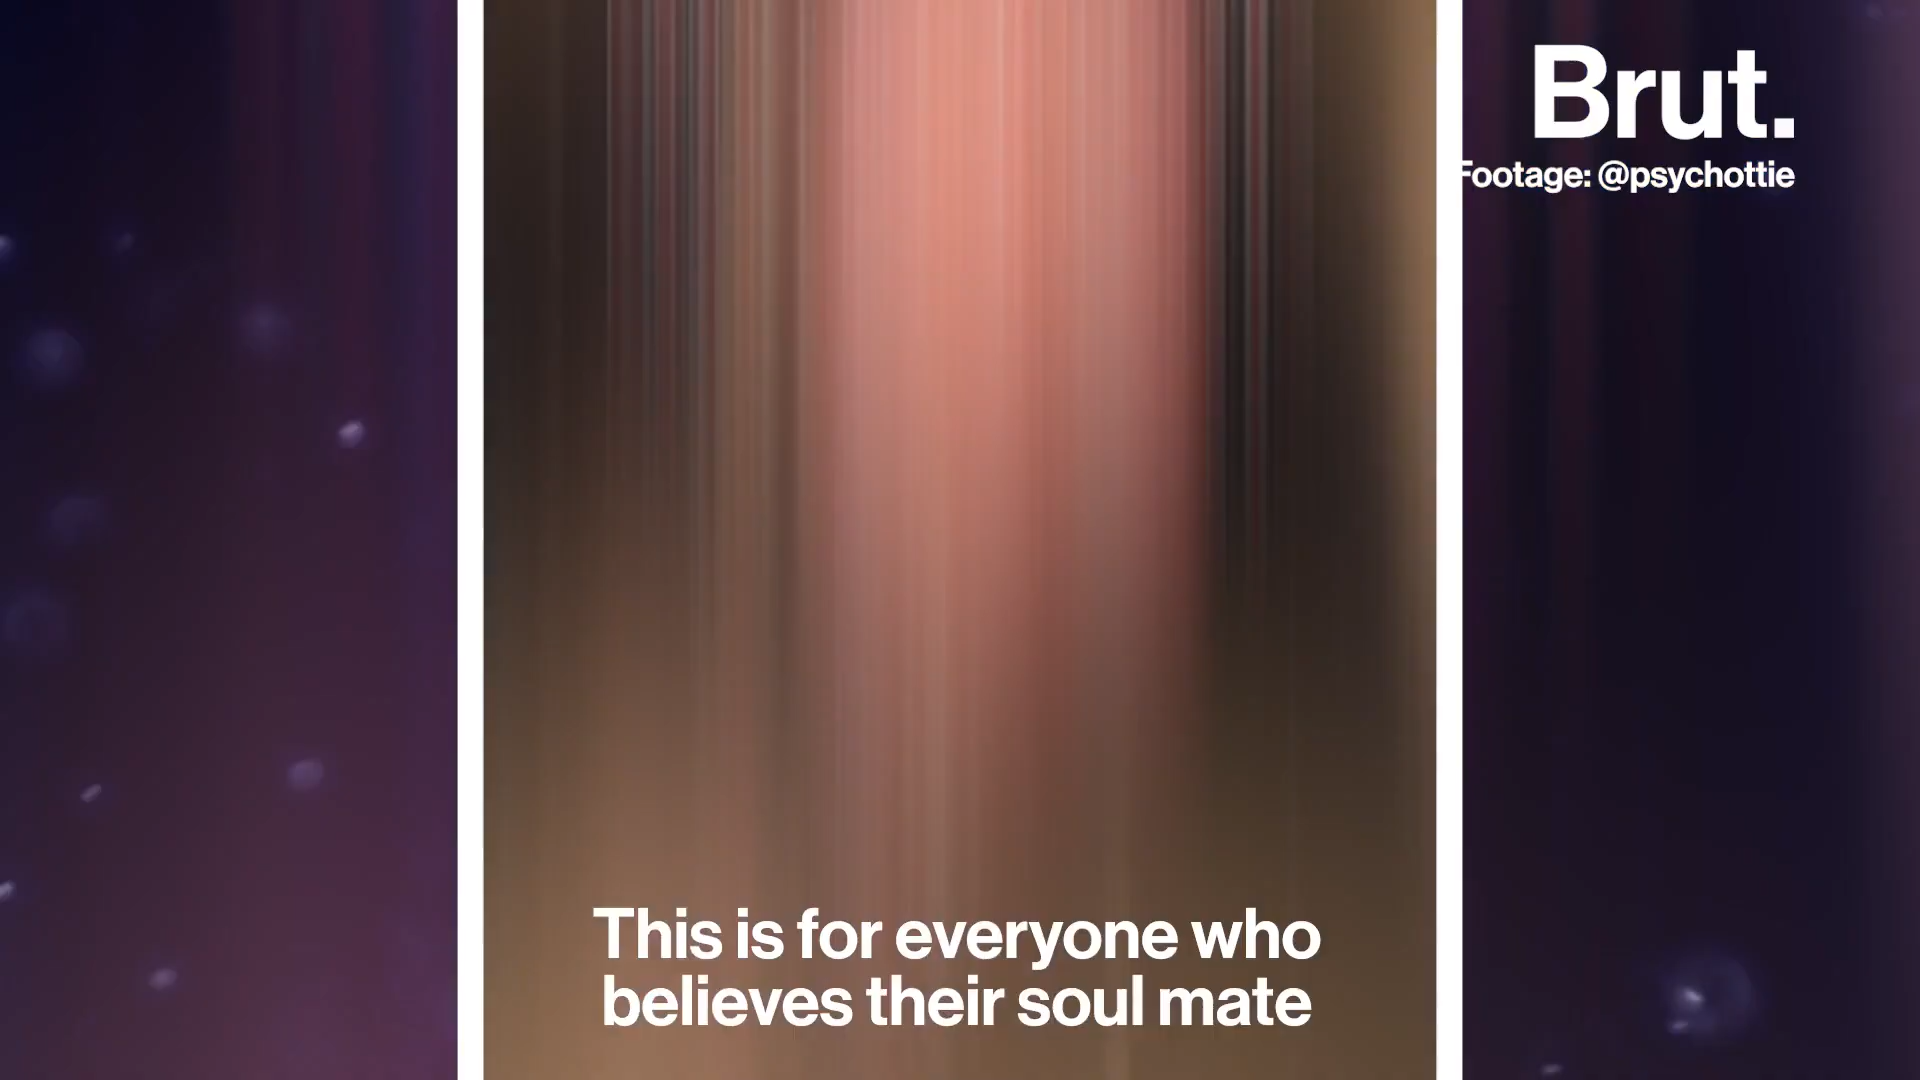 Brut.
Footage: @psychottie
This is for everyone who
believes their soul mate